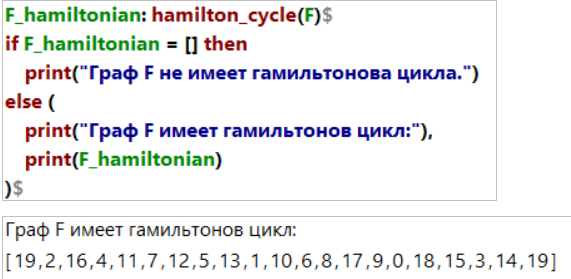 F_hamiltonian: hamilton_cycle(F)$
if F_hamiltonian = [] then
print("Граф F не имеет гамильтонова цикла.")
else (
print("Граф F имеет гамильтонов цикл:"),
print(F_hamiltonian)
)$
Граф F имеет гамильтонов цикл:
[19,2,16,4,11,7,12,5,13,1,10,6,8,17,9,0,18,15,3,14,19]